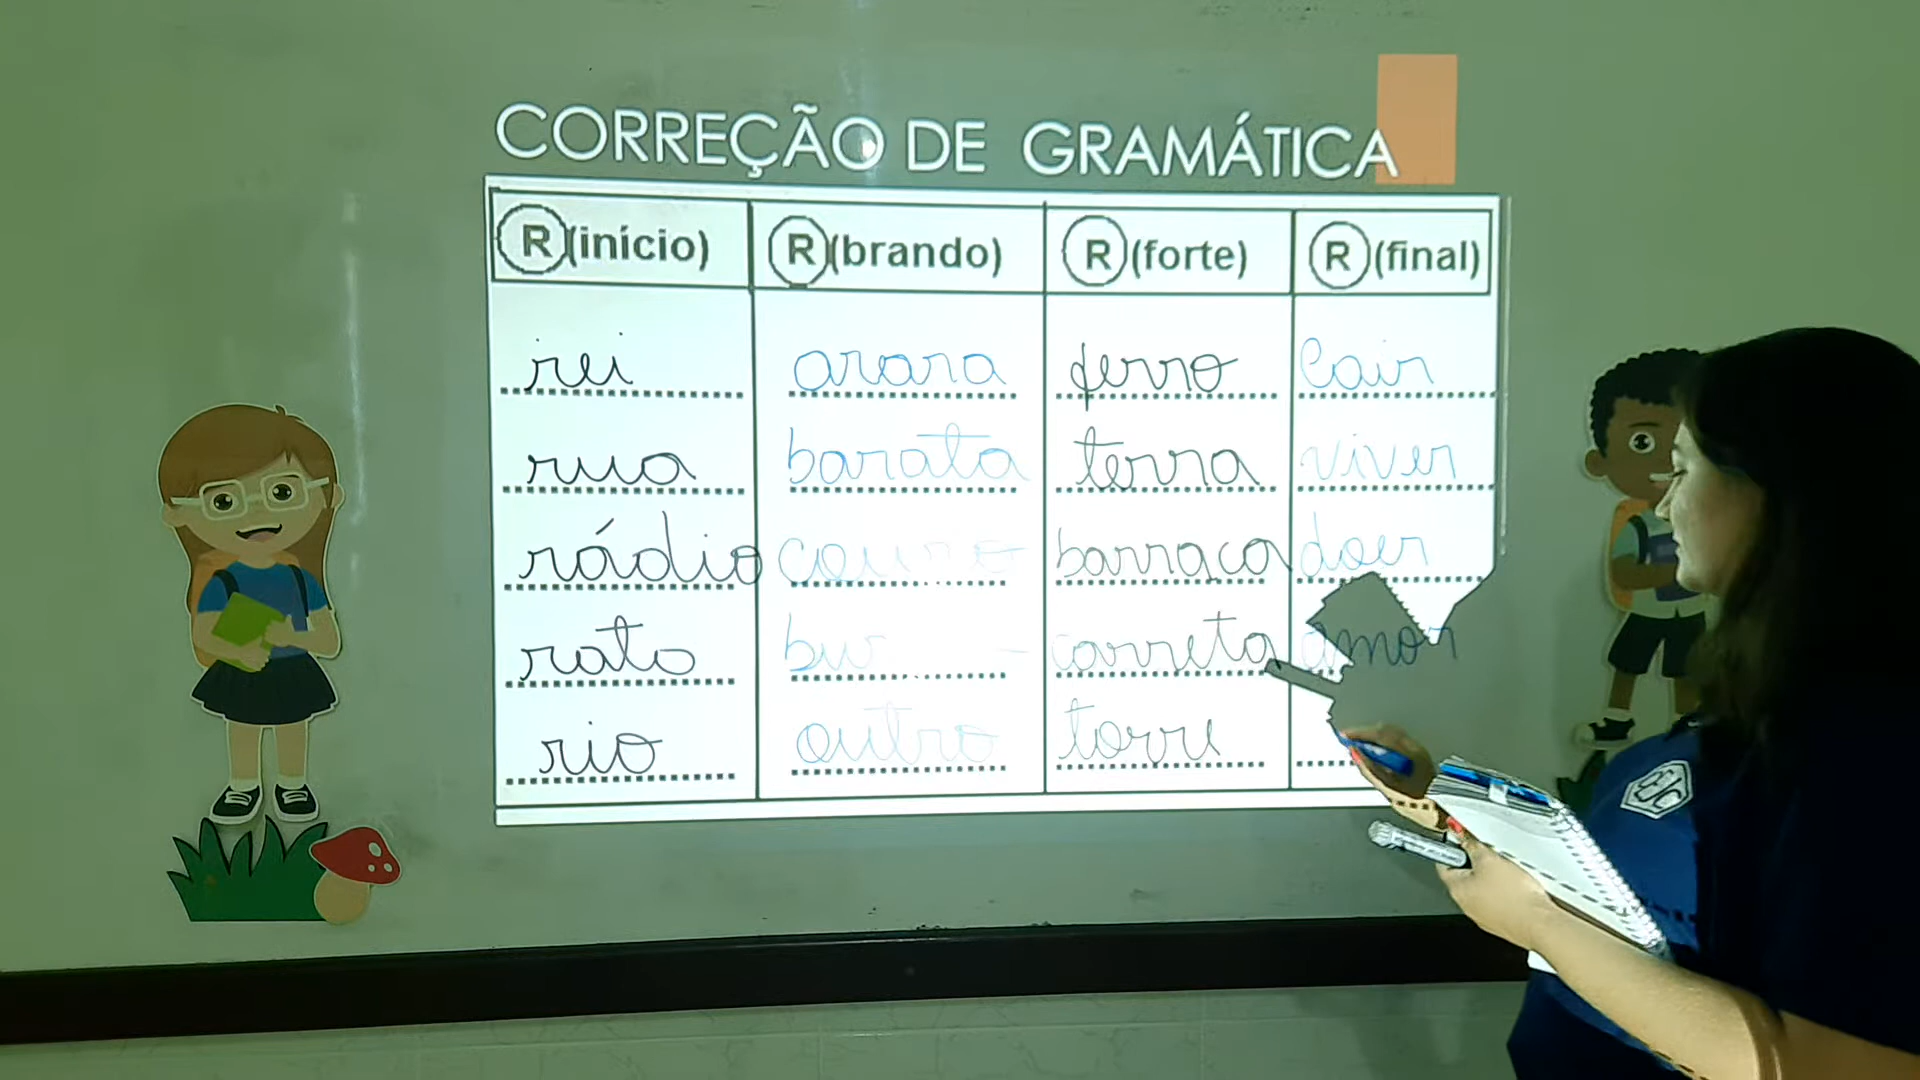 CORREÇÃO DE GRAMÁTICA
R (início) R (brando) R (forte) R (final)
rei arara ferro Cair
rua barata terra viver
rádio couro barraca doer
rato carreta amor
rio outro torre